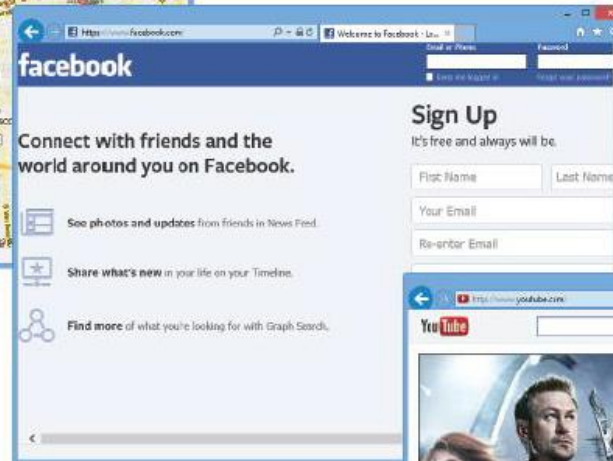 https://www.facebook.com/
Welcome to Facebook - Lo...
facebook
Email or Phone
Password
Keep me logged in
Forgot your password
Connect with friends and the
world around you on Facebook.
See photos and updates from friends in News Feed.
Share what's new in your life on your Timeline.
Find more of what you're looking for with Graph Search.
Sign Up
It's free and always will be.
First Name
Last Name
Your Email
Re-enter Email
http://www.youtube.com/
YouTube